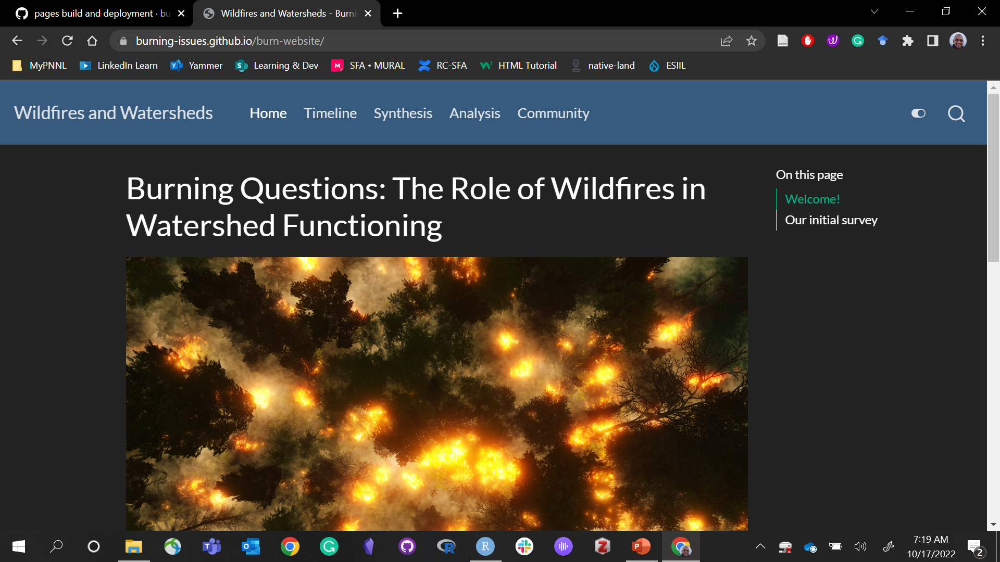 pages build and deployment · bu
Wildfires and Watersheds - Burni
burning-issues.github.io/burn-website/
MyPNNL
LinkedIn Learn
Yammer
Learning & Dev
SFA • MURAL
RC-SFA
HTML Tutorial
native-land
ESIIL
Wildfires and Watersheds
Home
Timeline
Synthesis
Analysis
Community
On this page
Welcome!
Our initial survey
Burning Questions: The Role of Wildfires in
Watershed Functioning
7:19 AM
10/17/2022
2